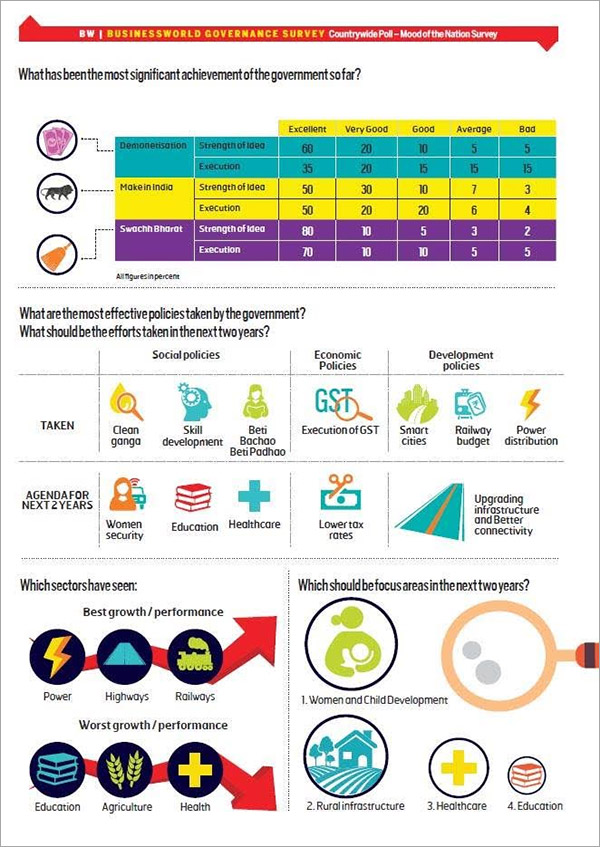 BW | BUSINESSWORLD GOVERNANCE SURVEY Countrywide Poll – Mood of the Nation Survey
What has been the most significant achievement of the government so far?
Excellent Very Good Good Average Bad
Demonetisation Strength of Idea 60 20 10 5 5
Execution 35 20 15 15 15
Make in India Strength of Idea 50 30 10 7 3
Execution 50 20 20 6 4
Swachh Bharat Strength of Idea 80 10 5 3 2
Execution 70 10 10 5 5
All figures in percent
What are the most effective policies taken by the government?
What should be the efforts taken in the next two years?
Social policies Economic Policies Development policies
TAKEN
Clean ganga
Skill development
Beti Bachao Beti Padhao
GST
Execution of GST
Smart cities
Railway budget
Power distribution
AGENDA FOR NEXT 2 YEARS
Women security
Education
Healthcare
Lower tax rates
Upgrading infrastructure and Better connectivity
Which sectors have seen:
Best growth / performance
Power Highways Railways
Worst growth / performance
Education Agriculture Health
Which should be focus areas in the next two years?
1. Women and Child Development
2. Rural infrastructure 3. Healthcare 4. Education